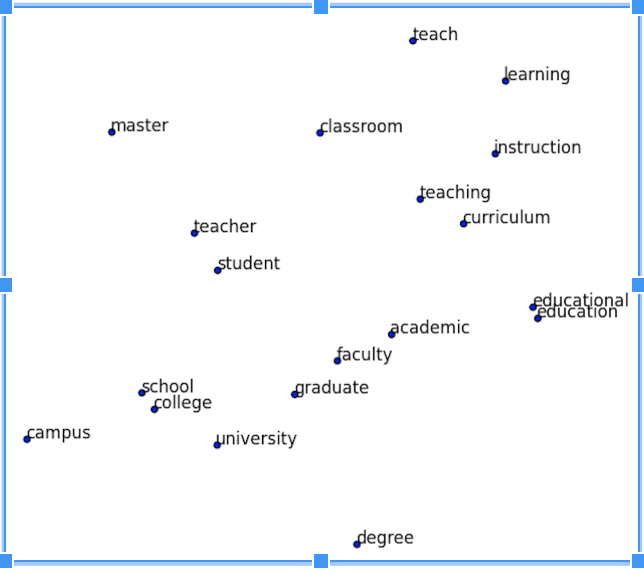 teach
learning
master
classroom
instruction
teaching
curriculum
teacher
student
educational
education
academic
faculty
school
graduate
college
campus
university
degree